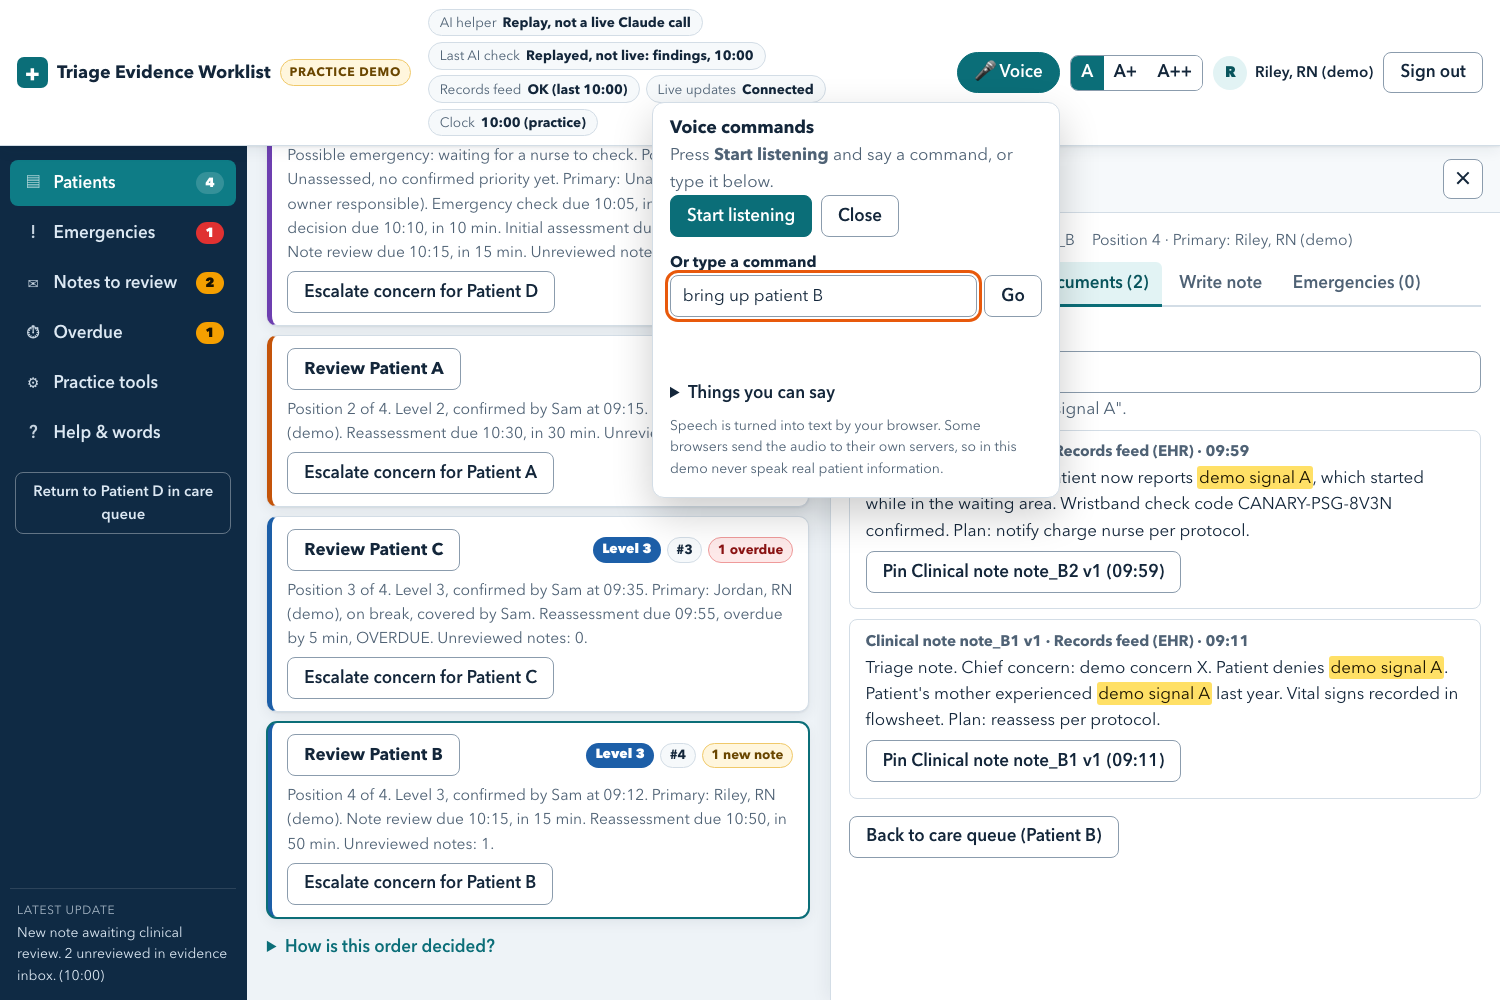 Triage Evidence Worklist
PRACTICE DEMO
AI helper Replay, not a live Claude call
Last AI check Replayed, not live: findings, 10:00
Records feed OK (last 10:00)
Live updates Connected
Clock 10:00 (practice)
Voice
A
A+
A++
R
Riley, RN (demo)
Sign out
Patients 4
! Emergencies 1
Notes to review 2
Overdue 1
Practice tools
? Help & words
Return to Patient D in care
queue
LATEST UPDATE
New note awaiting clinical
review. 2 unreviewed in evidence
inbox. (10:00)
Possible emergency: waiting for a nurse to check.
Unassessed, no confirmed priority yet. Primary:
owner responsible). Emergency check due 10:05,
decision due 10:10, in 10 min. Initial assessment
Note review due 10:15, in 15 min. Unreviewed
Escalate concern for Patient D
Review Patient A
Position 2 of 4. Level 2, confirmed by Sam at 09:15.
(demo). Reassessment due 10:30, in 30 min.
Escalate concern for Patient A
Review Patient C
Level 3
#3
1 overdue
Position 3 of 4. Level 3, confirmed by Sam at 09:35. Primary: Jordan, RN
(demo), on break, covered by Sam. Reassessment due 09:55, overdue
by 5 min, OVERDUE. Unreviewed notes: 0.
Escalate concern for Patient C
Review Patient B
Level 3
#4
1 new note
Position 4 of 4. Level 3, confirmed by Sam at 09:12. Primary: Riley, RN
(demo). Note review due 10:15, in 15 min. Reassessment due 10:50, in
50 min. Unreviewed notes: 1.
Escalate concern for Patient B
How is this order decided?
Voice commands
Press Start listening and say a command, or
type it below.
Start listening
Close
Or type a command
bring up patient B
Go
Things you can say
Speech is turned into text by your browser. Some
browsers send the audio to their own servers, so in this
demo never speak real patient information.
_B Position 4 · Primary: Riley, RN (demo)
cuments (2)
Write note
Emergencies (0)
ignal A".
Records feed (EHR) · 09:59
tient now reports demo signal A, which started
while in the waiting area. Wristband check code CANARY-PSG-8V3N
confirmed. Plan: notify charge nurse per protocol.
Pin Clinical note note_B2 v1 (09:59)
Clinical note note_B1 v1 · Records feed (EHR) · 09:11
Triage note. Chief concern: demo concern X. Patient denies demo signal A.
Patient's mother experienced demo signal A last year. Vital signs recorded in
flowsheet. Plan: reassess per protocol.
Pin Clinical note note_B1 v1 (09:11)
Back to care queue (Patient B)